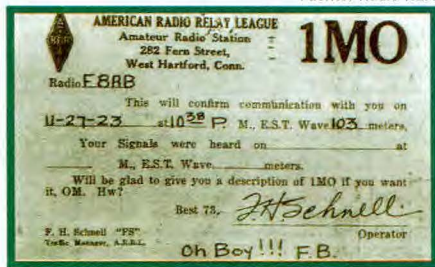 AMERICAN RADIO RELAY LEAGUE
Amateur Radio Station
282 Fern Street,
West Hartford, Conn.
1MO
Radio F8AB
This will confirm communication with you on
11-27-23 at 10 38 P. M., E.S.T. Wave 103 meters.
Your Signals were heard on at
M., E.S.T. Wave meters.
Will be glad to give you a description of 1MO if you want
it, OM. Hw?
Best 73,
F.H. Schnell
F. H. Schnell "FS"
Operator
Traffic Manager, A.R.R.L.
Oh Boy!!! F.B.